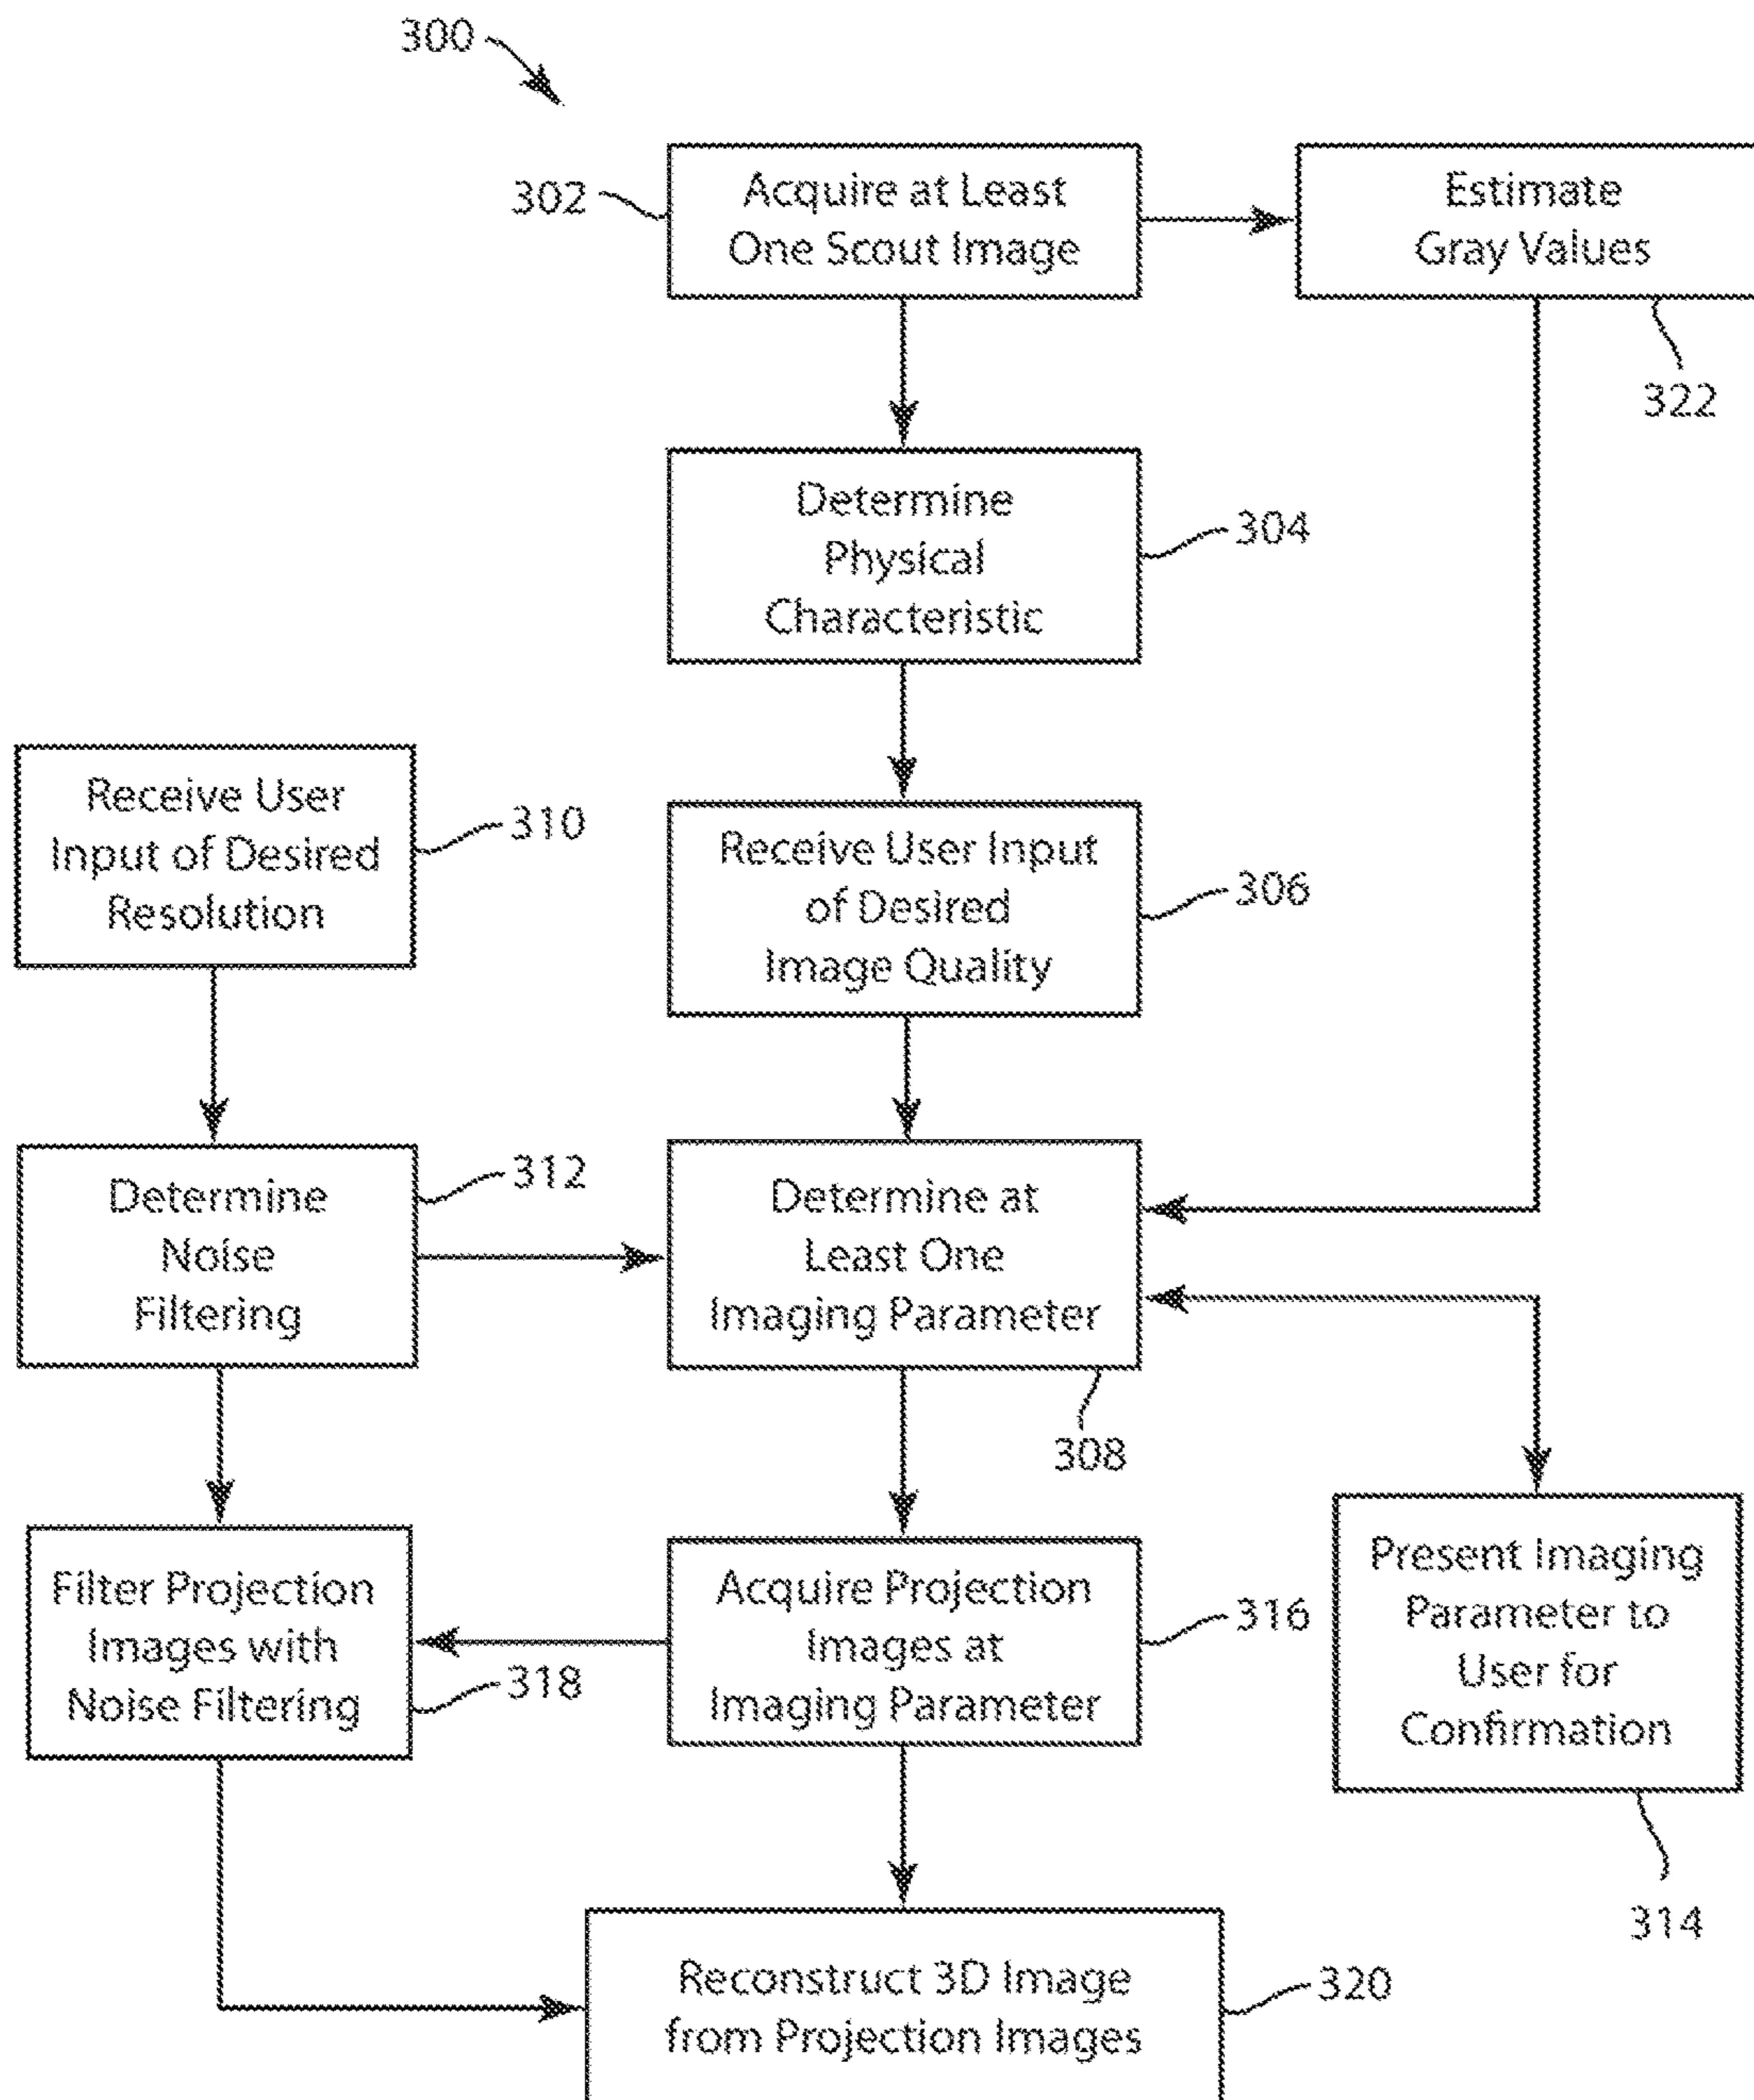 300
302
Acquire at Least
One Scout Image
Estimate
Gray Values
322
Determine
Physical
Characteristic
304
Receive User
Input of Desired
Resolution
310
Receive User Input
of Desired
Image Quality
306
Determine
Noise
Filtering
312
Determine at
Least One
Imaging Parameter
308
Filter Projection
Images with
Noise Filtering
318
Acquire Projection
Images at
Imaging Parameter
316
Present Imaging
Parameter to
User for
Confirmation
314
Reconstruct 3D Image
from Projection Images
320